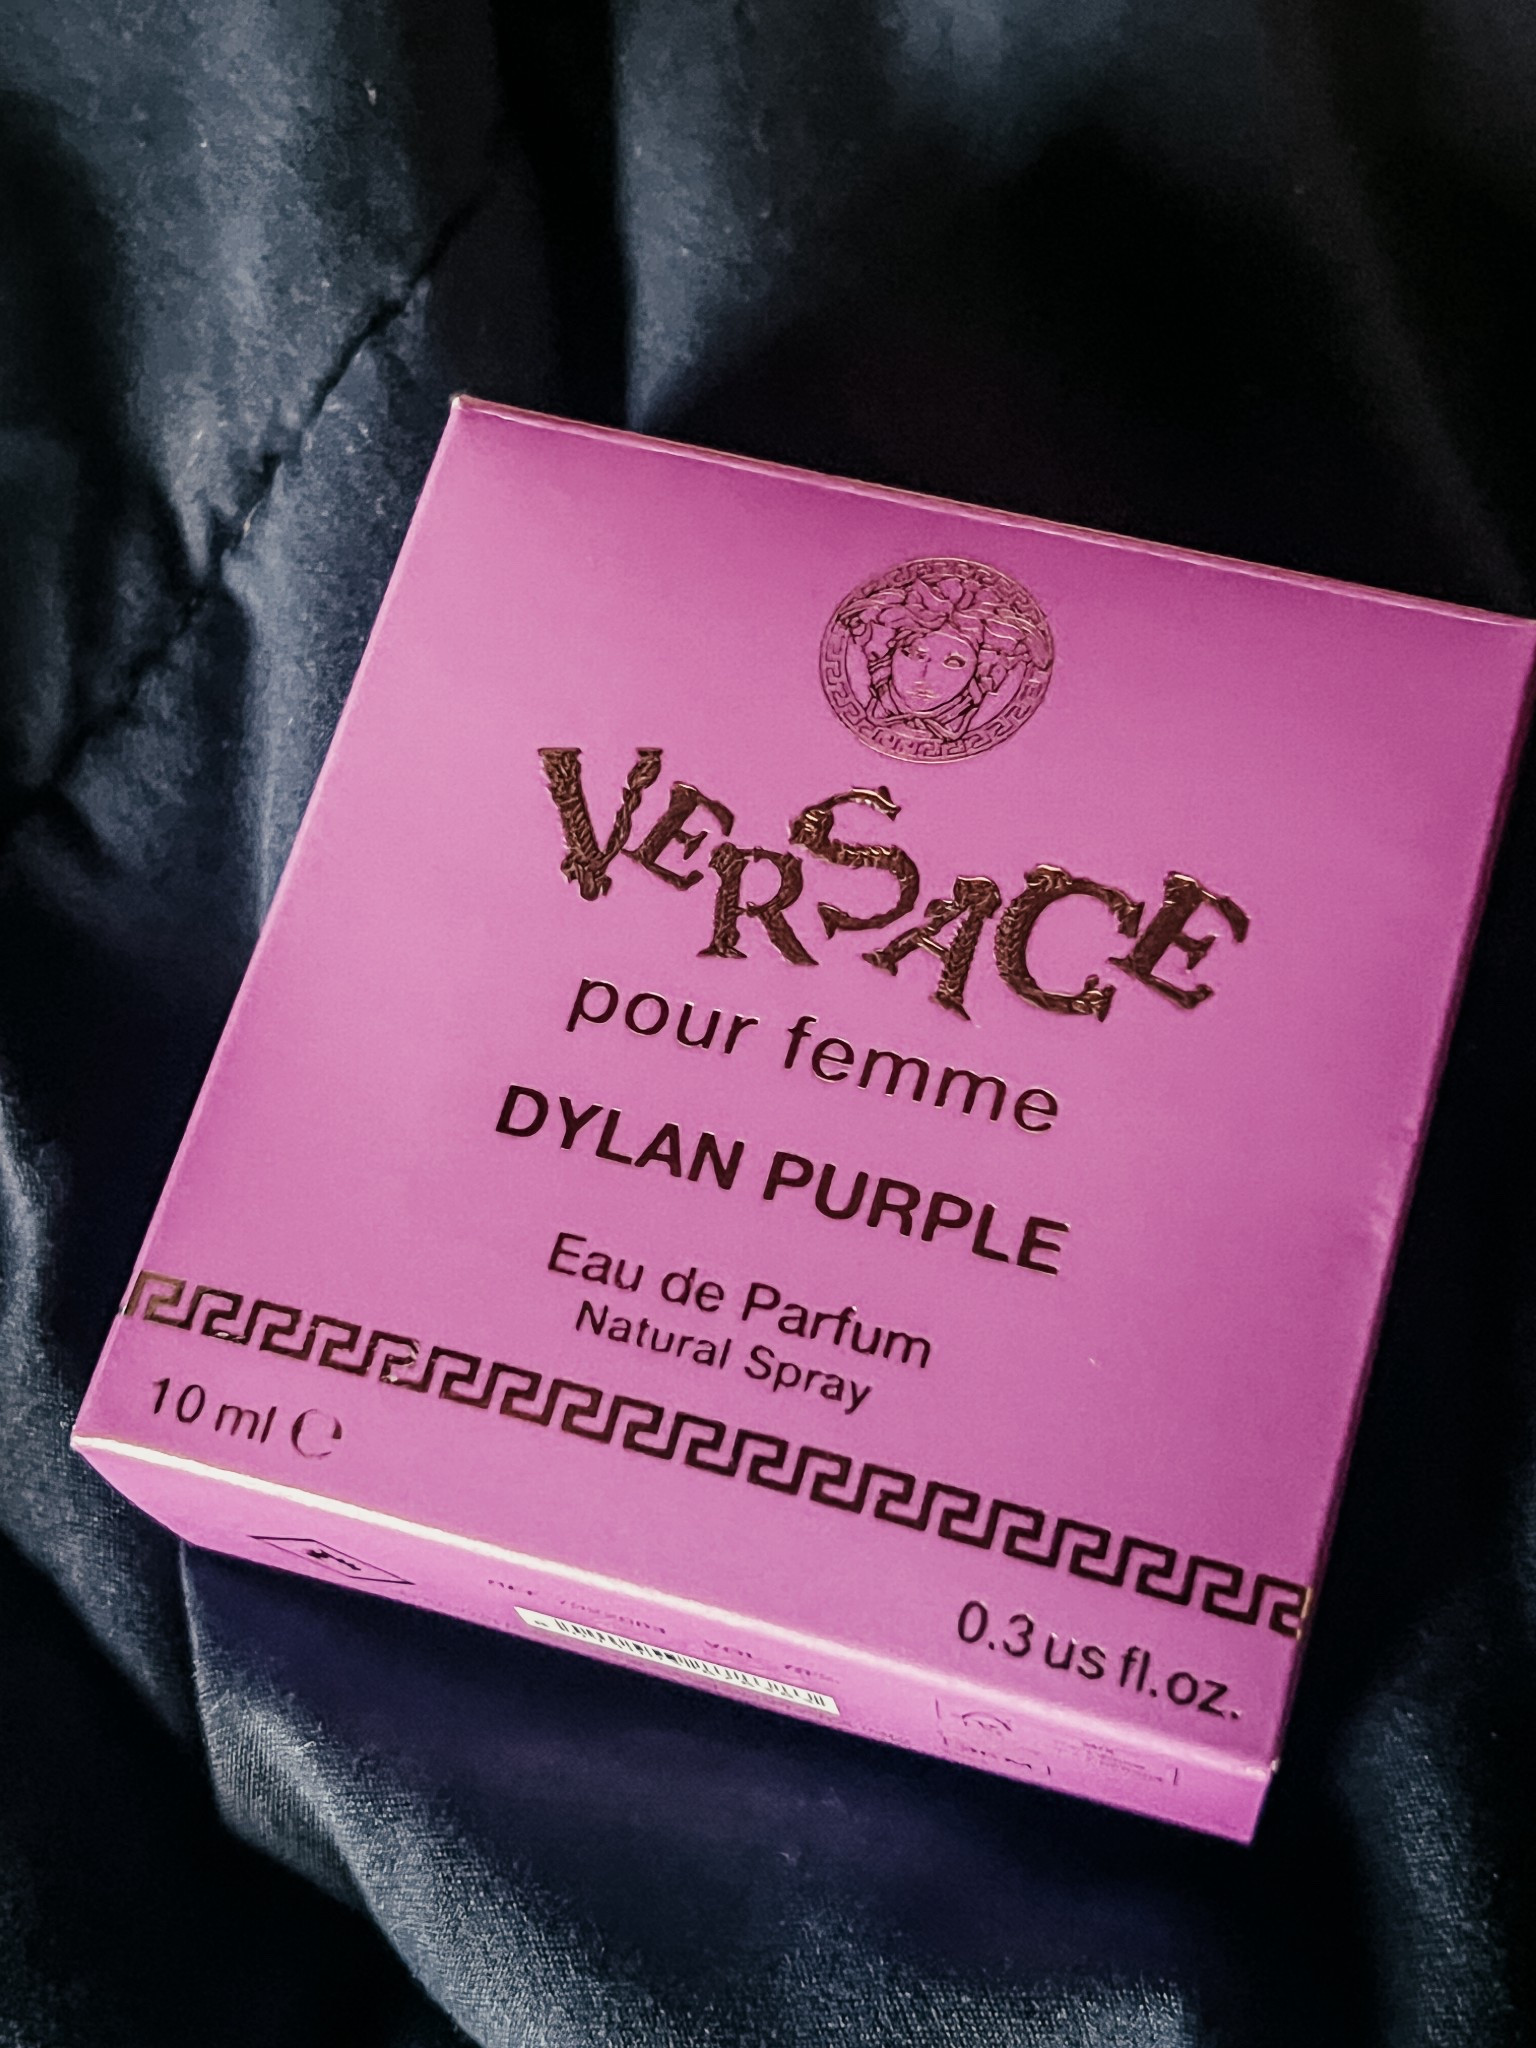 VERSACE
pour femme
DYLAN PURPLE
Eau de Parfum
Natural Spray
10 ml ℮
0.3 us fl.oz.